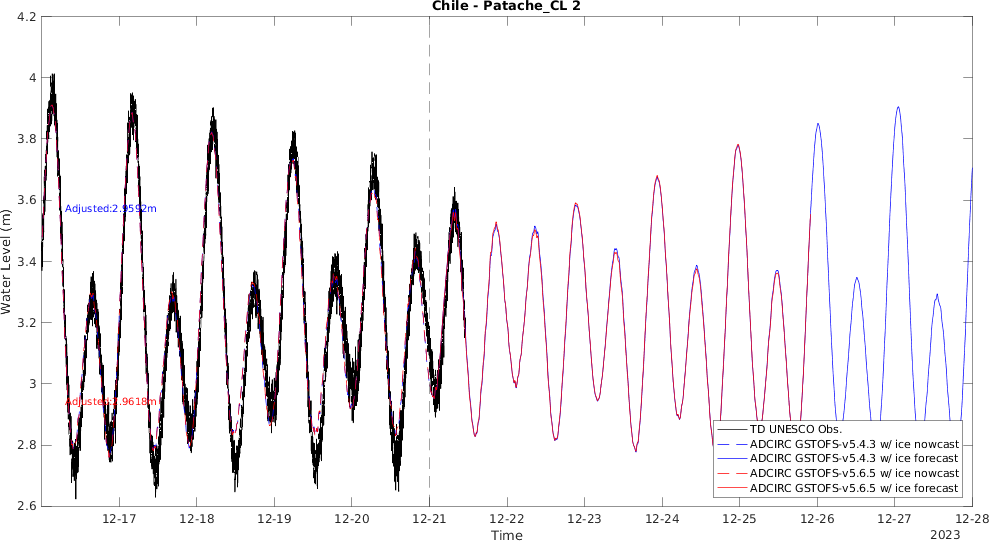 Chile - Patache_CL 2
4.2
4
3.8
3.6
3.4
3.2
3
2.8
2.6
Water Level (m)
Adjusted:2.9592m
Adjusted:2.9618m
TD UNESCO Obs.
ADCIRC GSTOFS-v5.4.3 w/ ice nowcast
ADCIRC GSTOFS-v5.4.3 w/ ice forecast
ADCIRC GSTOFS-v5.6.5 w/ ice nowcast
ADCIRC GSTOFS-v5.6.5 w/ ice forecast
12-17 12-18 12-19 12-20 12-21 12-22 12-23 12-24 12-25 12-26 12-27 12-28
Time
2023